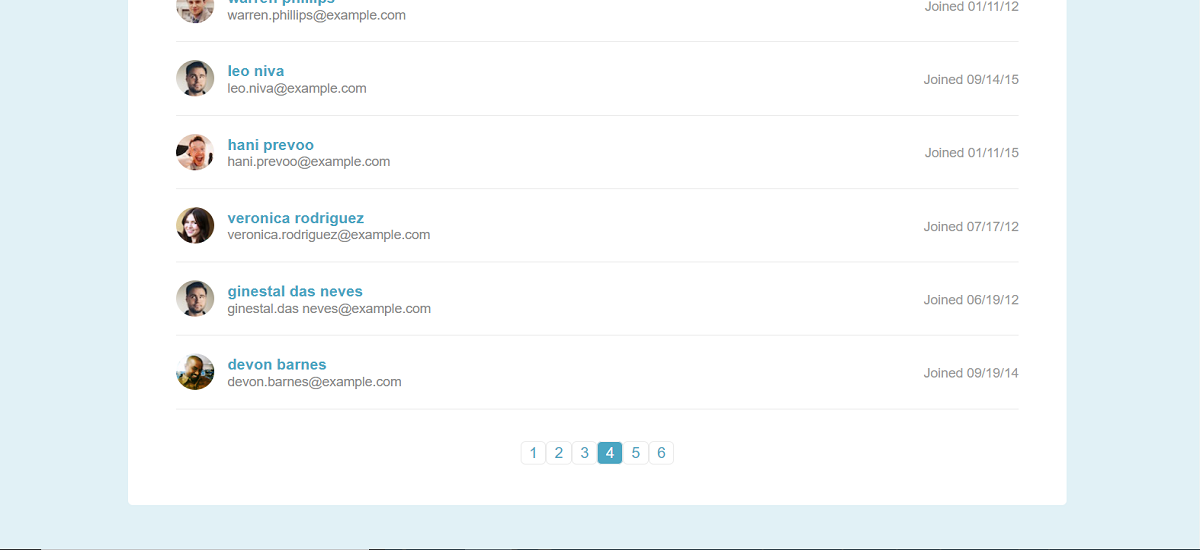 warren phillips
warren.phillips@example.com
Joined 01/11/12
leo niva
leo.niva@example.com
Joined 09/14/15
hani prevoo
hani.prevoo@example.com
Joined 01/11/15
veronica rodriguez
veronica.rodriguez@example.com
Joined 07/17/12
ginestal das neves
ginestal.das neves@example.com
Joined 06/19/12
devon barnes
devon.barnes@example.com
Joined 09/19/14
1 2 3 4 5 6